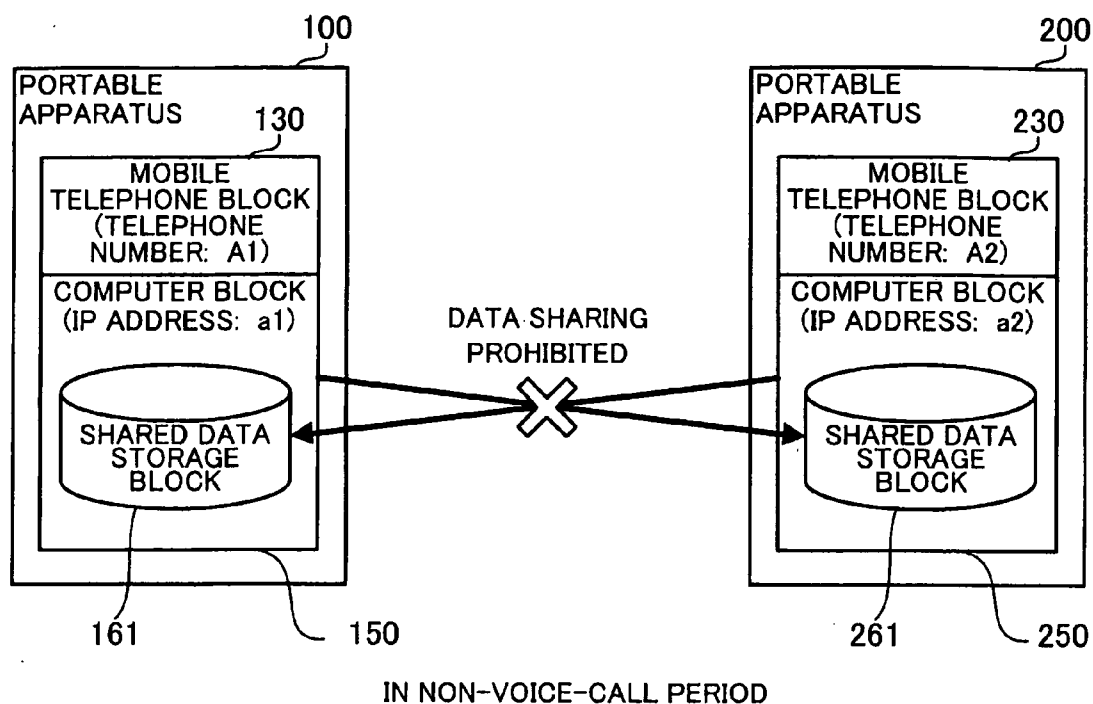 100
PORTABLE
APPARATUS
130
MOBILE
TELEPHONE BLOCK
(TELEPHONE
NUMBER: A1)
COMPUTER BLOCK
(IP ADDRESS: a1)
SHARED DATA
STORAGE
BLOCK
161
150
DATA SHARING
PROHIBITED
200
PORTABLE
APPARATUS
230
MOBILE
TELEPHONE BLOCK
(TELEPHONE
NUMBER: A2)
COMPUTER BLOCK
(IP ADDRESS: a2)
SHARED DATA
STORAGE
BLOCK
261
250
IN NON-VOICE-CALL PERIOD